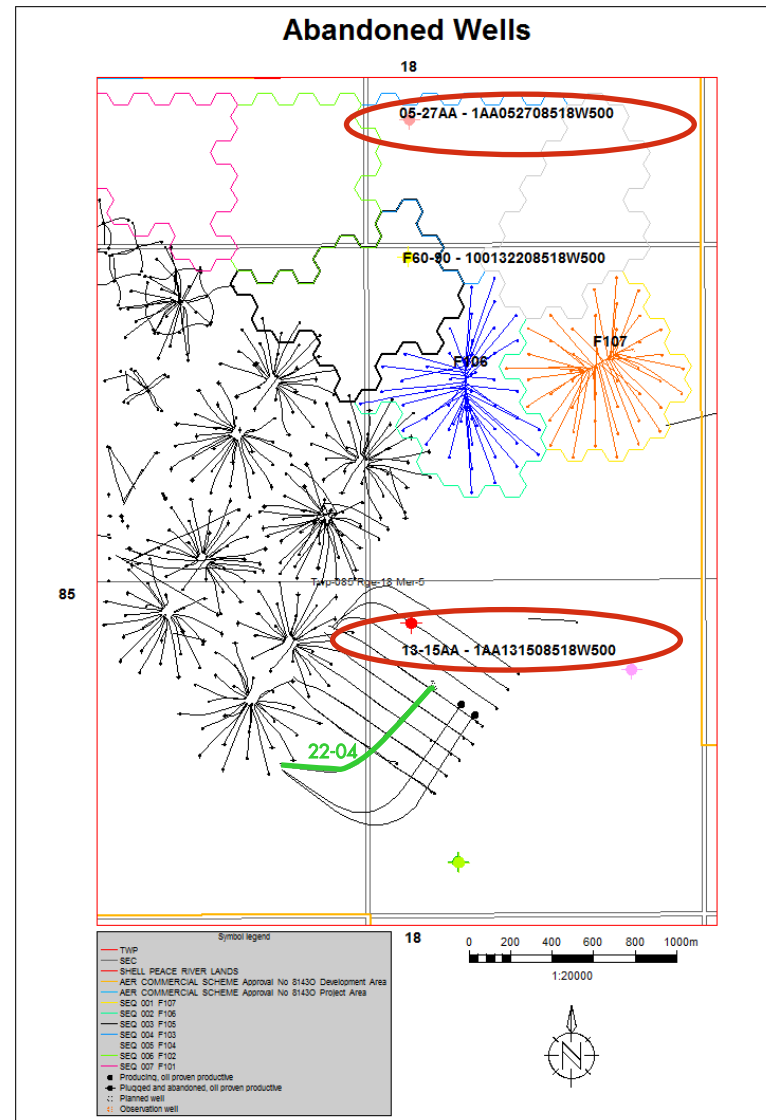 Abandoned Wells
18
05-27AA - 1AA052708518W500
F60-90 - 100132208518W500
F107
F106
85
Twp-085 Rge-18 Mer-5
13-15AA - 1AA131508518W500
22-04
18
Symbol legend
TWP
SEC
SHELL PEACE RIVER LANDS
AER COMMERCIAL SCHEME Approval No 8143O Development Area
AER COMMERCIAL SCHEME Approval No 8143O Project Area
SEQ 001 F107
SEQ 002 F106
SEQ 003 F105
SEQ 004 F103
SEQ 005 F104
SEQ 006 F102
SEQ 007 F101
Producing, oil proven productive
Plugged and abandoned, oil proven productive
Planned well
Observation well
0 200 400 600 800 1000m
1:20000
N